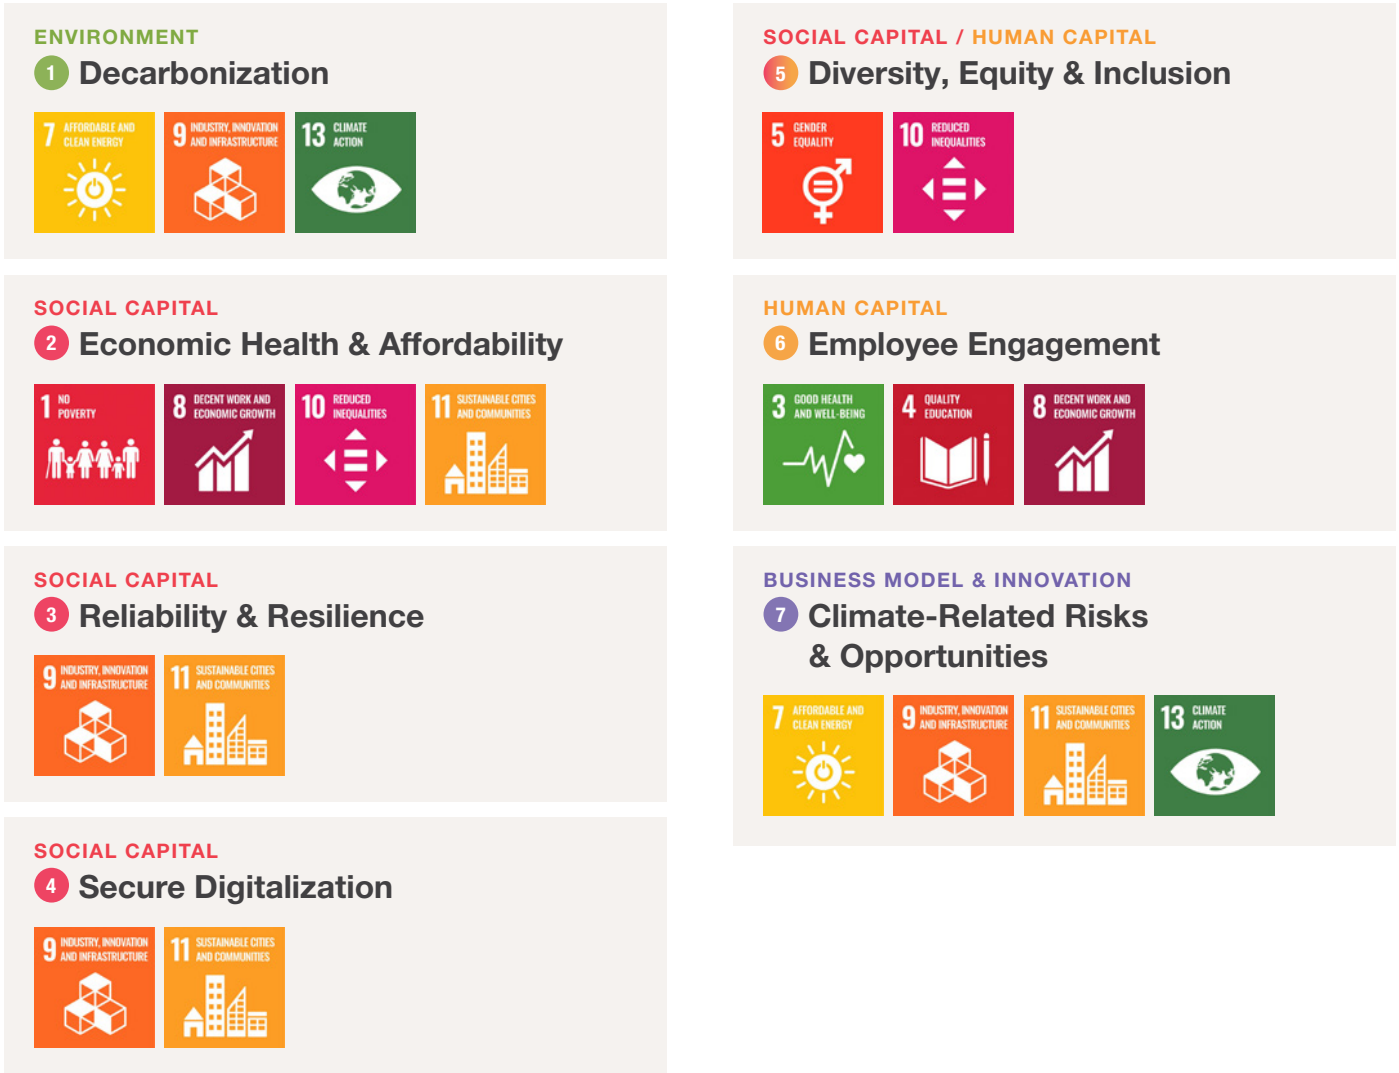 ENVIRONMENT
1 Decarbonization
7 AFFORDABLE AND
CLEAN ENERGY
9 INDUSTRY, INNOVATION
AND INFRASTRUCTURE
13 CLIMATE
ACTION
SOCIAL CAPITAL
2 Economic Health & Affordability
1 NO
POVERTY
8 DECENT WORK AND
ECONOMIC GROWTH
10 REDUCED
INEQUALITIES
11 SUSTAINABLE CITIES
AND COMMUNITIES
SOCIAL CAPITAL
3 Reliability & Resilience
9 INDUSTRY, INNOVATION
AND INFRASTRUCTURE
11 SUSTAINABLE CITIES
AND COMMUNITIES
SOCIAL CAPITAL
4 Secure Digitalization
9 INDUSTRY, INNOVATION
AND INFRASTRUCTURE
11 SUSTAINABLE CITIES
AND COMMUNITIES
SOCIAL CAPITAL / HUMAN CAPITAL
5 Diversity, Equity & Inclusion
5 GENDER
EQUALITY
10 REDUCED
INEQUALITIES
HUMAN CAPITAL
6 Employee Engagement
3 GOOD HEALTH
AND WELL-BEING
4 QUALITY
EDUCATION
8 DECENT WORK AND
ECONOMIC GROWTH
BUSINESS MODEL & INNOVATION
7 Climate-Related Risks
& Opportunities
7 AFFORDABLE AND
CLEAN ENERGY
9 INDUSTRY, INNOVATION
AND INFRASTRUCTURE
11 SUSTAINABLE CITIES
AND COMMUNITIES
13 CLIMATE
ACTION